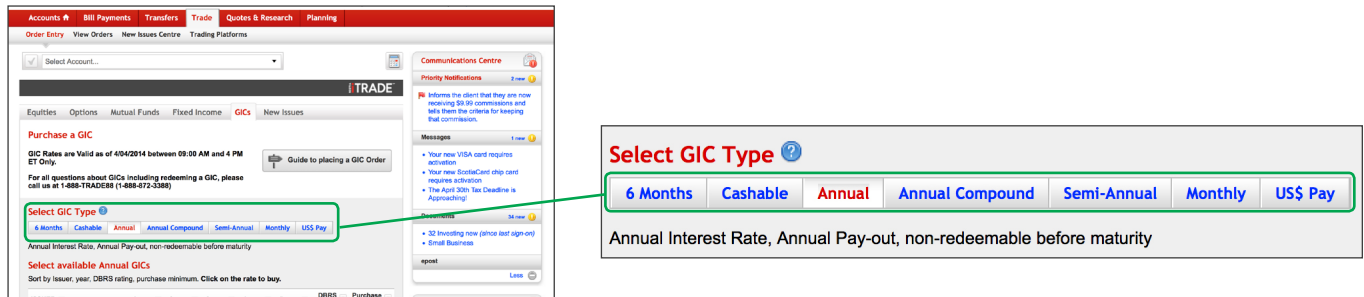 Accounts Bill Payments Transfers Trade Quotes & Research Planning
Order Entry View Orders New Issues Centre Trading Platforms
Select Account...
iTRADE
Equities Options Mutual Funds Fixed Income GICs New Issues
Purchase a GIC
GIC Rates are Valid as of 4/04/2014 between 09:00 AM and 4 PM
ET Only.
For all questions about GICs including redeeming a GIC, please
call us at 1-888-TRADE88 (1-888-872-3388)
Guide to placing a GIC Order
Select GIC Type ?
6 Months Cashable Annual Annual Compound Semi-Annual Monthly US$ Pay
Annual Interest Rate, Annual Pay-out, non-redeemable before maturity
Select available Annual GICs
Sort by Issuer, year, DBRS rating, purchase minimum. Click on the rate to buy.
DBRS Purchase
Communications Centre
Priority Notifications 2 new
Informs the client that they are now
receiving $9.99 commissions and
tells them the criteria for keeping
that commission.
Messages 1 new
• Your new VISA card requires
activation
• Your new ScotiaCard chip card
requires activation
• The April 30th Tax Deadline is
Approaching!
Documents 34 new
• 32 Investing new (since last sign-on)
• Small Business
epost
Less
Select GIC Type ?
6 Months Cashable Annual Annual Compound Semi-Annual Monthly US$ Pay
Annual Interest Rate, Annual Pay-out, non-redeemable before maturity